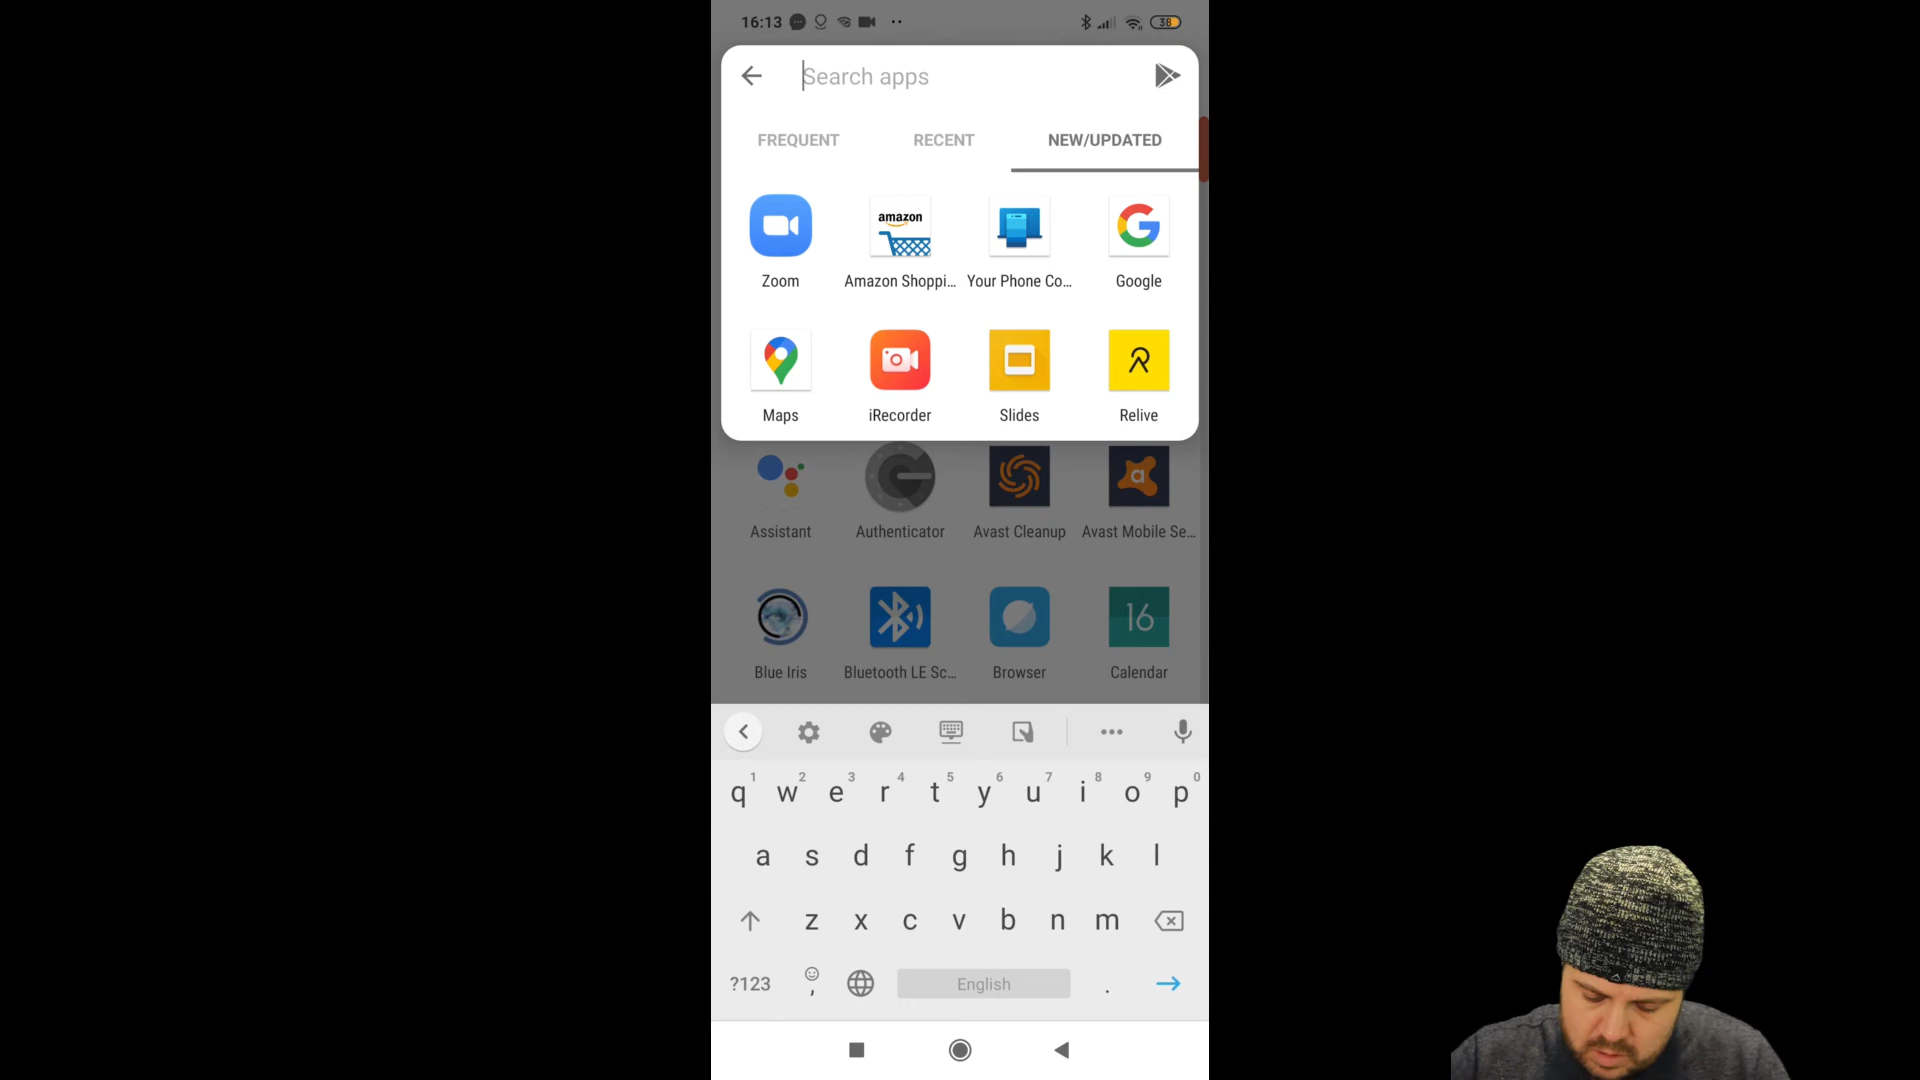 16:13
38
Search apps
FREQUENT RECENT NEW/UPDATED
amazon
Zoom Amazon Shoppi... Your Phone Co... Google
Maps iRecorder Slides Relive
Assistant Authenticator Avast Cleanup Avast Mobile Se...
16
Blue Iris Bluetooth LE Sc... Browser Calendar
1 2 3 4 5 6 7 8 9 0
q w e r t y u i o p
a s d f g h j k l
z x c v b n m
?123 , English .